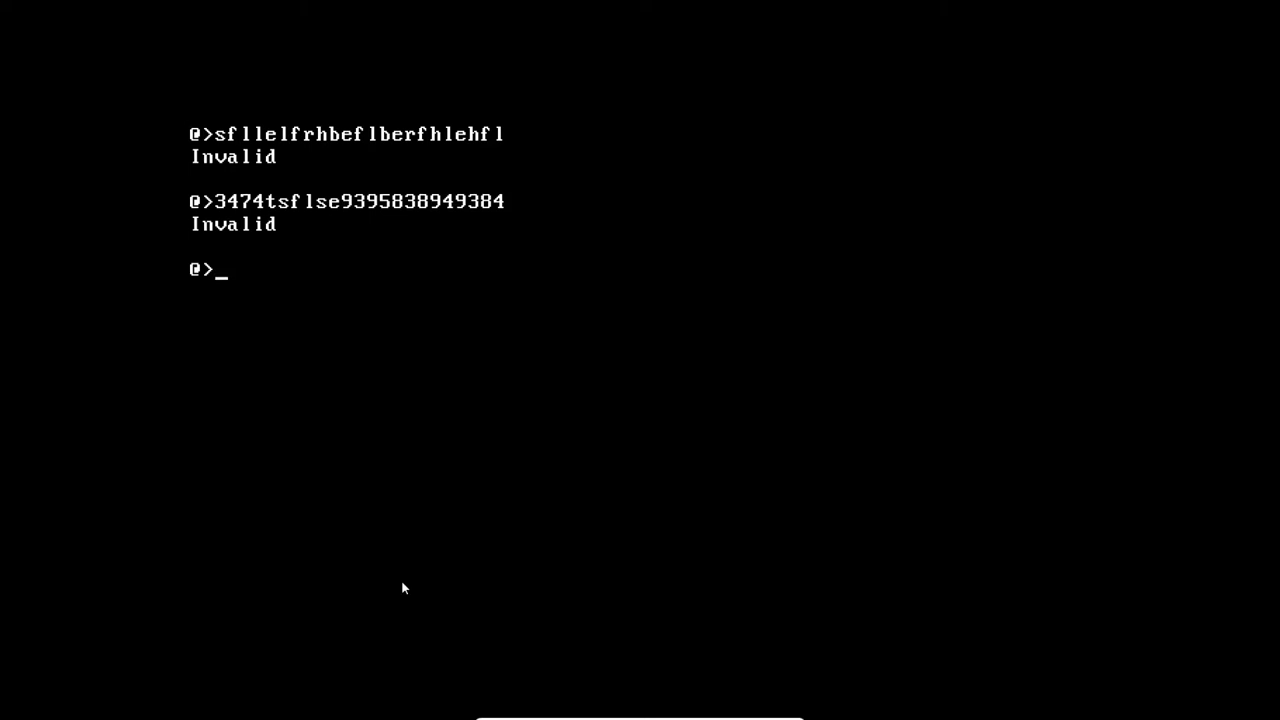 @>sfllelfrhbeflberfhlehfl
Invalid
@>3474tsflse9395838949384
Invalid
@>_